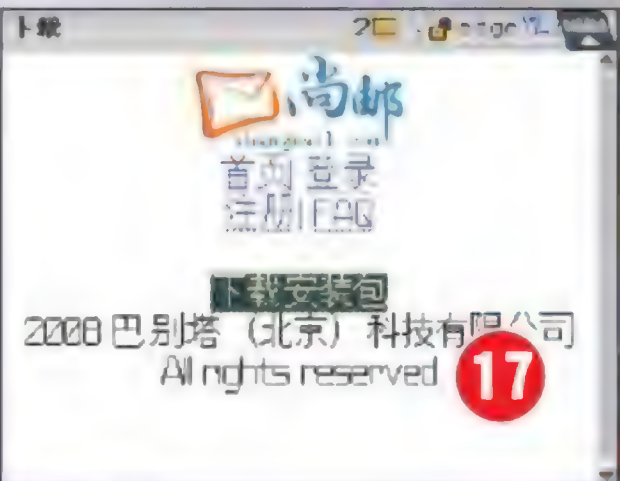 下载
尚邮
首页 登录
注册|FAQ
下载安装包
2008 巴别塔（北京）科技有限公司
All rights reserved
17